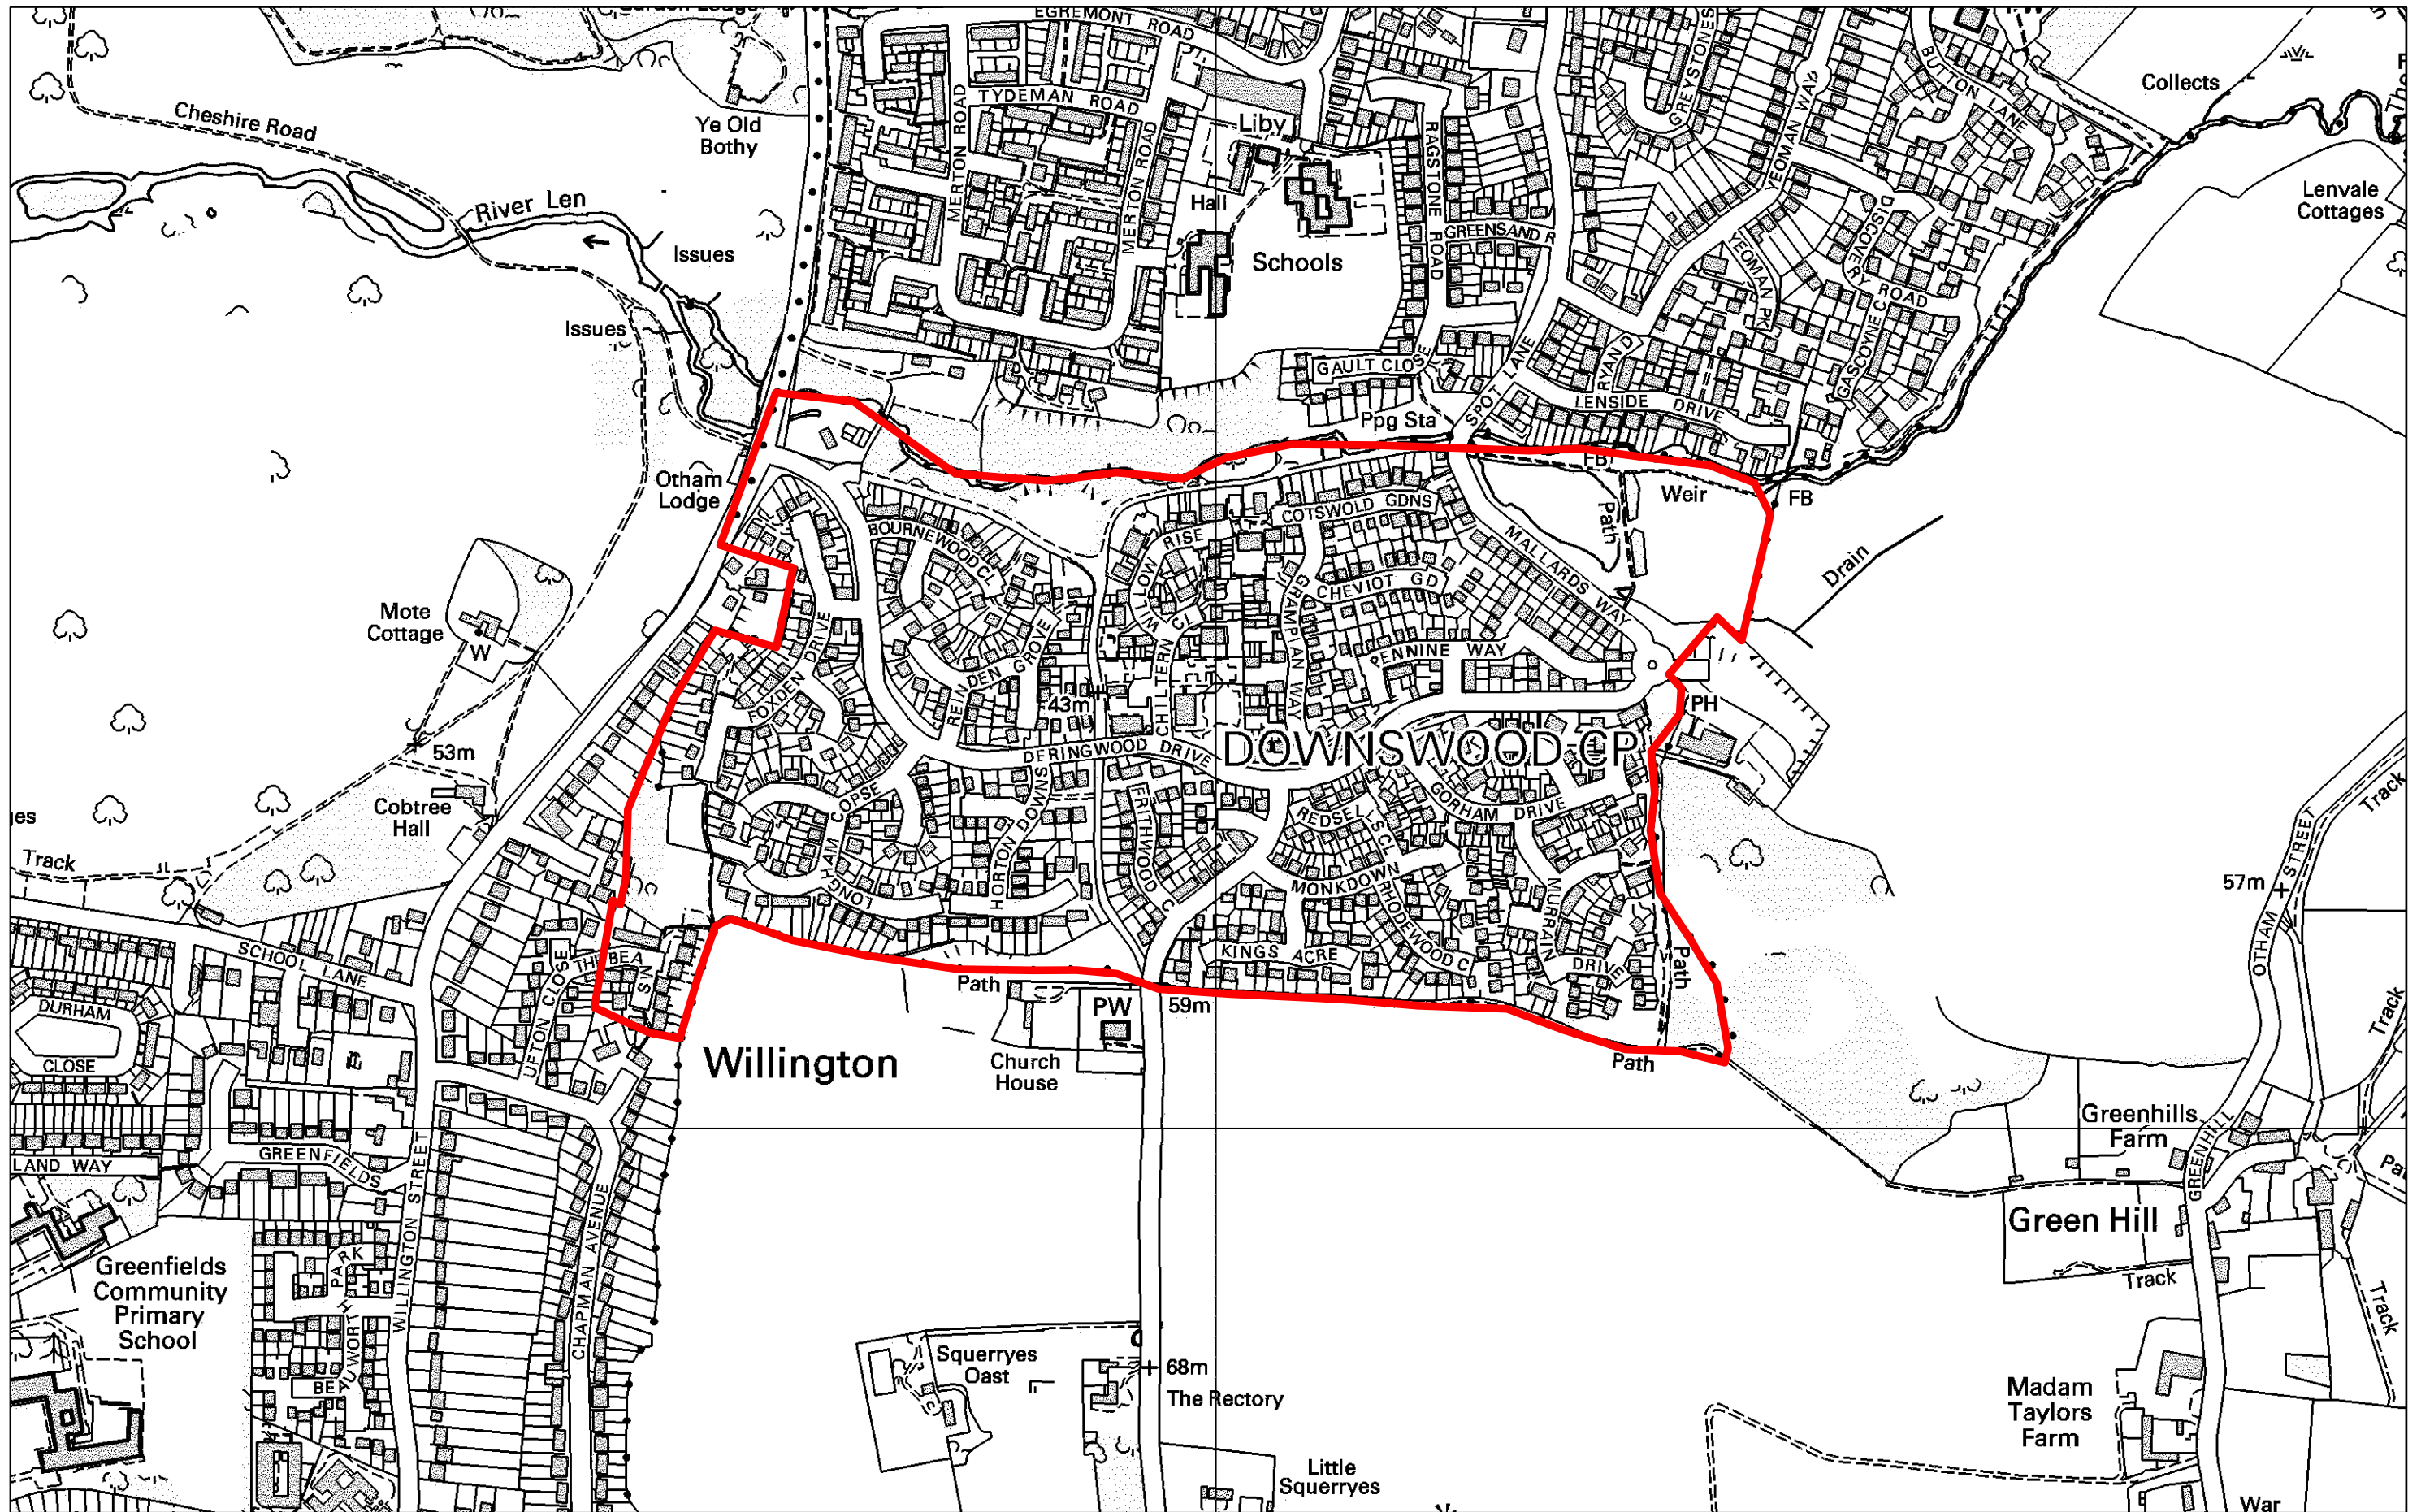 EGREMONT ROAD
GREYSTONES
BUTTON LANE
Collects
TYDEMAN ROAD
YEOMAN WAY
Cheshire Road
Ye Old
Bothy
MERTON ROAD
MERTON ROAD
Liby
RAGSTONE ROAD
Lenvale
Cottages
River Len
Hall
GREENSAND R
DISCOVERY ROAD
Issues
Schools
YEOMAN PK
Issues
GASCOYNE C
GAULT CLOSE
SPOT LANE
RYAND
LENSIDE DRIVE
Ppg Sta
FB
Otham
Lodge
Weir
FB
Path
BOURNEWOOD CL
COTSWOLD GDNS
WILLOW RISE
MALLARDS WAY
Drain
CHEVIOT GD
GRAMPIAN WAY
Mote
Cottage
W
FOXDEN DRIVE
REINDEN GROVE
CHILTERN CL
PENNINE WAY
43m
PH
53m
DERINGWOOD DRIVE
DOWNSWOOD CP
Cobtree
Hall
LONGHAM COPSE
HORTON DOWNS
FRITHWOOD C
REDSELLS CL
GORHAM DRIVE
OTHAM STREET
Track
Track
57m
MONKDOWN
RHODEWOOD C
MURRAIN DRIVE
SCHOOL LANE
THE BEA
MS
UFTON CLOSE
KINGS ACRE
Path
Path
DURHAM
CLOSE
PW
59m
Willington
Church
House
Path
Track
Greenhills
Farm
LAND WAY
GREENFIELDS
WILLINGTON STREET
CHAPMAN AVENUE
GREENHILL
Green Hill
Greenfields
Community
Primary
School
PARK
BEAUWORTH
Track
Track
Squerryes
Oast
68m
The Rectory
Madam
Taylors
Farm
Little
Squerryes
War